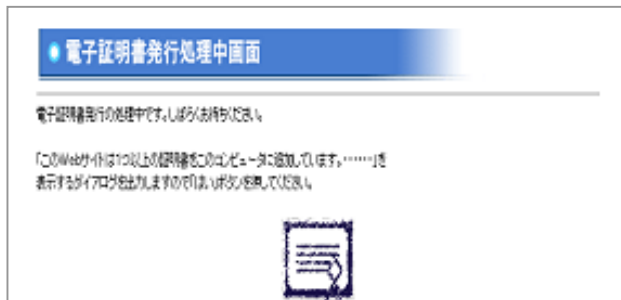 電子証明書発行処理中画面
電子証明書発行の処理中です。しばらくお待ちください。
「このWebサイトは1つ以上の証明書をこのコンピュータに追加しています。‥‥‥」を
表示するダイアログを出力しますので「はい」ボタンを押してください。